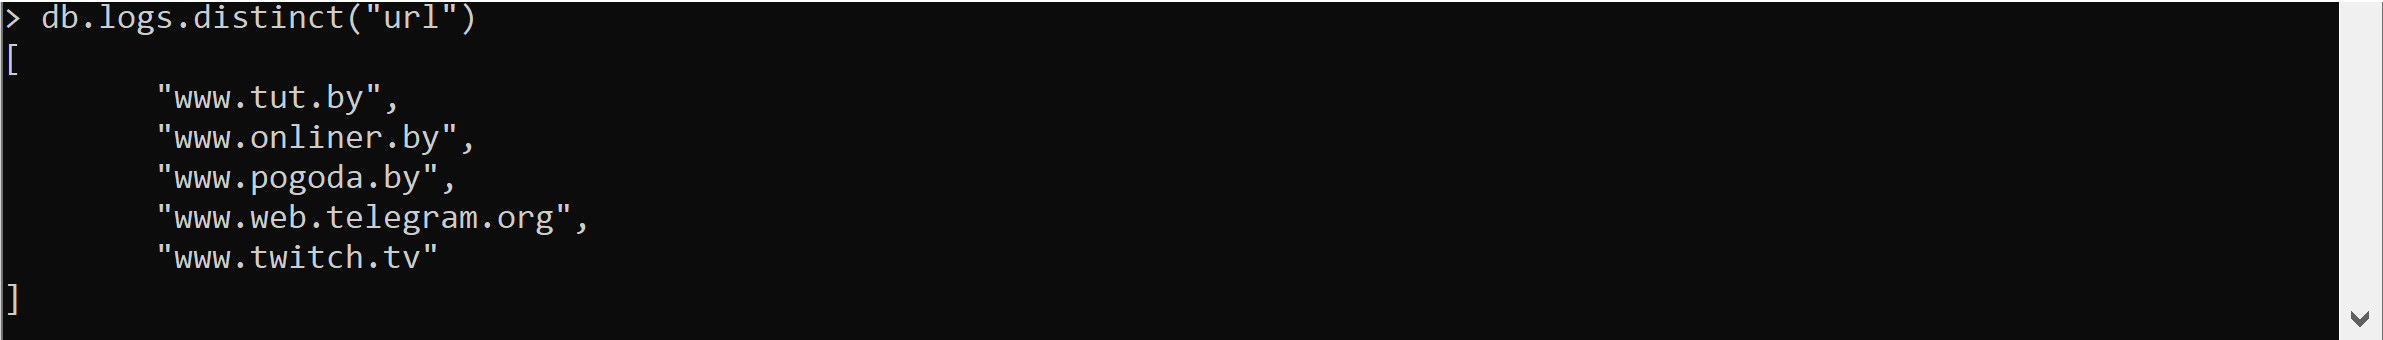 > db.logs.distinct("url")
[
        "www.tut.by",
        "www.onliner.by",
        "www.pogoda.by",
        "www.web.telegram.org",
        "www.twitch.tv"
]